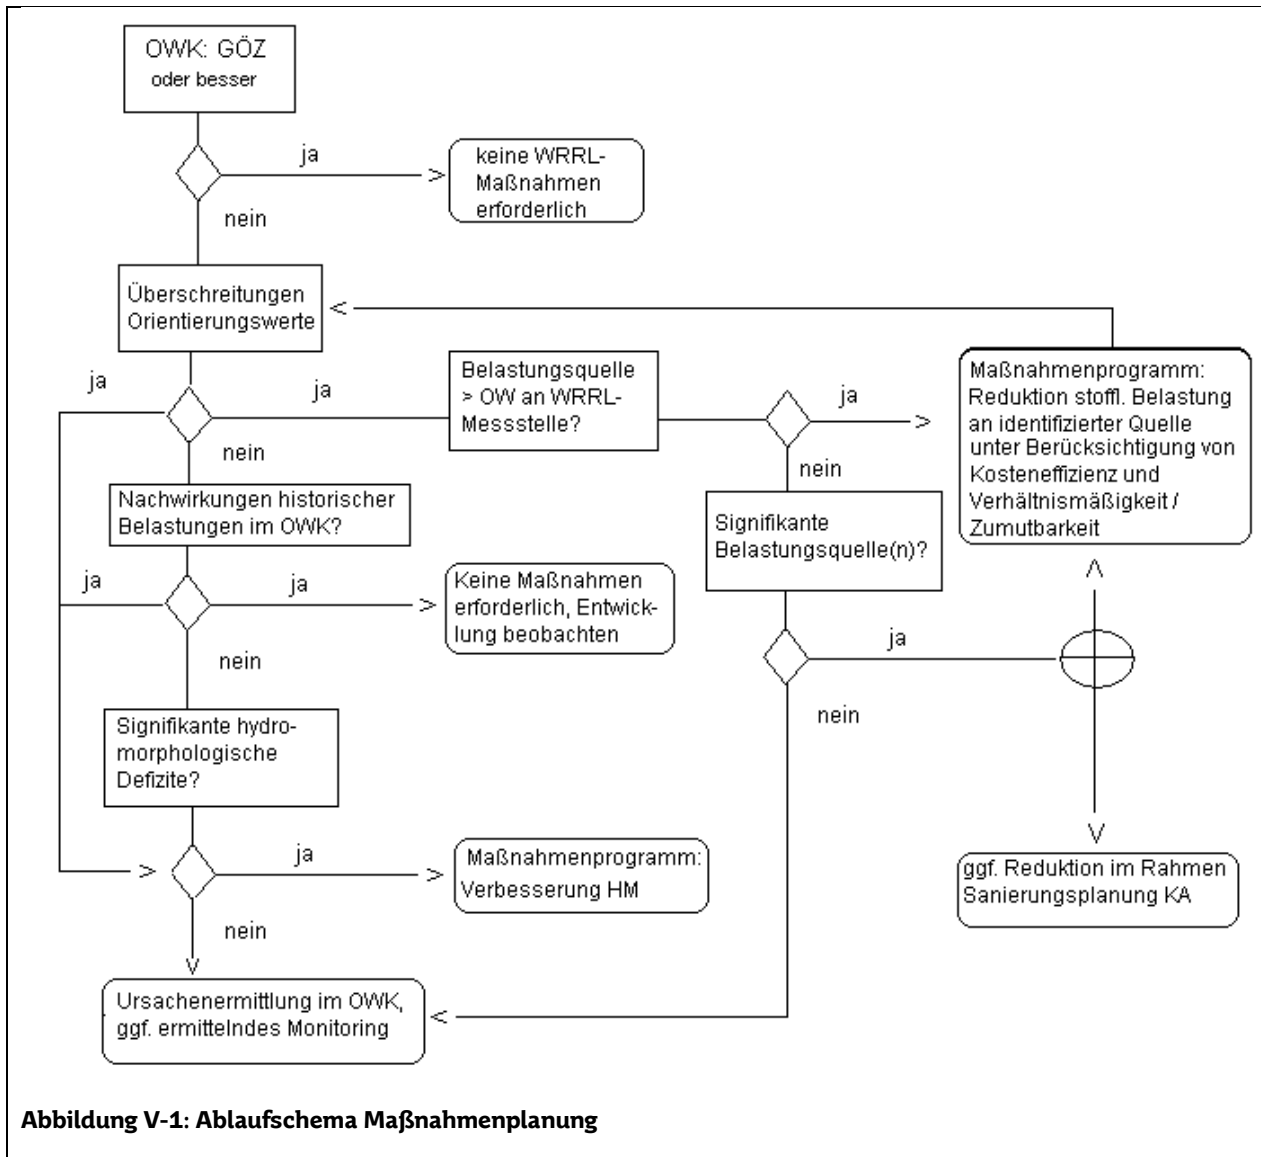 OWK: GÖZ
oder besser
ja
keine WRRL-
Maßnahmen
erforderlich
nein
Überschreitungen
Orientierungswerte
ja
ja
Belastungsquelle
> OW an WRRL-
Messstelle?
ja
Maßnahmenprogramm:
Reduktion stoffl. Belastung
an identifizierter Quelle
unter Berücksichtigung von
Kosteneffizienz und
Verhältnismäßigkeit /
Zumutbarkeit
nein
nein
Nachwirkungen historischer
Belastungen im OWK?
Signifikante
Belastungsquelle(n)?
ja
ja
Keine Maßnahmen
erforderlich, Entwick-
lung beobachten
ja
nein
nein
Signifikante hydro-
morphologische
Defizite?
ja
Maßnahmenprogramm:
Verbesserung HM
ggf. Reduktion im Rahmen
Sanierungsplanung KA
nein
Ursachenermittlung im OWK,
ggf. ermittelndes Monitoring
Abbildung V-1: Ablaufschema Maßnahmenplanung